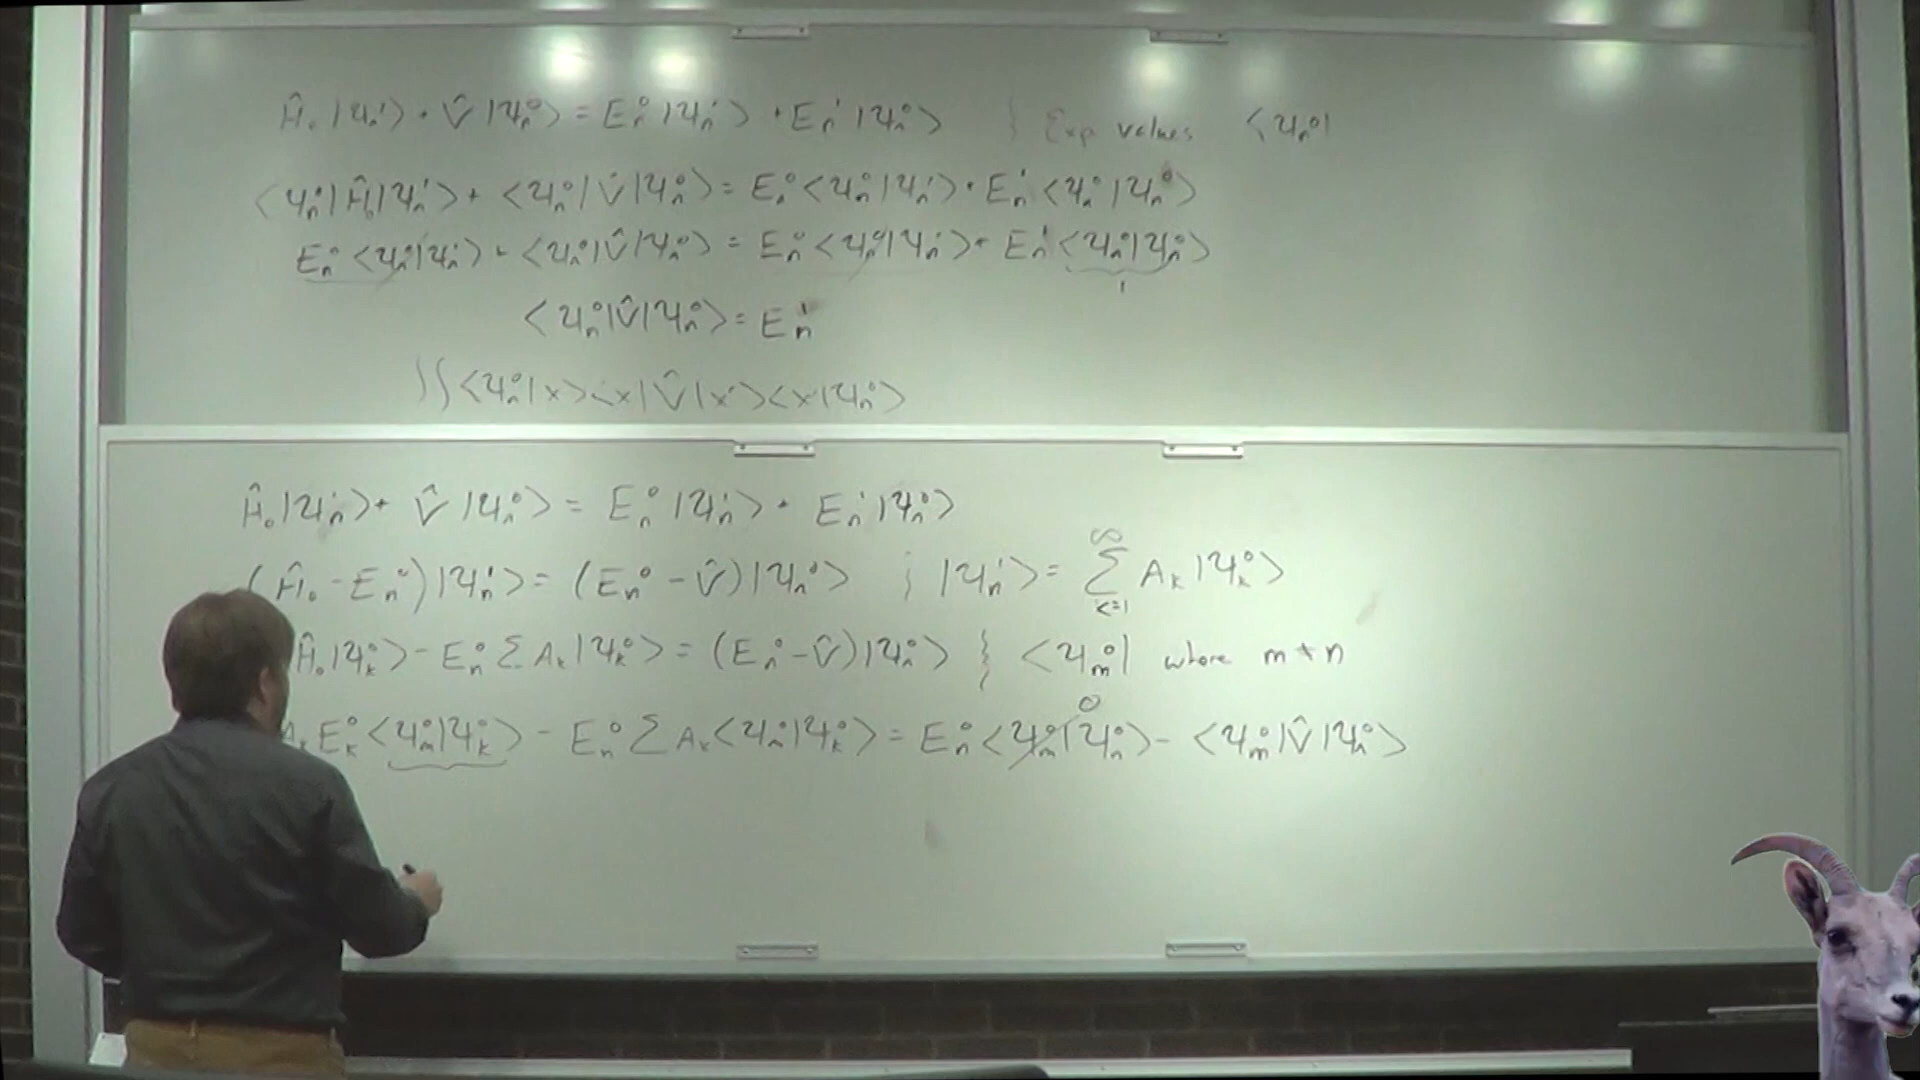 Ĥ₀|Ψₙ¹⟩ + V̂|Ψₙ⁰⟩ = Eₙ⁰|Ψₙ¹⟩ + Eₙ¹|Ψₙ⁰⟩ } Exp values ⟨Ψₙ⁰|
⟨Ψₙ⁰|Ĥ₀|Ψₙ¹⟩ + ⟨Ψₙ⁰|V̂|Ψₙ⁰⟩ = Eₙ⁰⟨Ψₙ⁰|Ψₙ¹⟩ + Eₙ¹⟨Ψₙ⁰|Ψₙ⁰⟩
Eₙ⁰⟨Ψₙ⁰|Ψₙ¹⟩ + ⟨Ψₙ⁰|V̂|Ψₙ⁰⟩ = Eₙ⁰⟨Ψₙ⁰|Ψₙ¹⟩ + Eₙ¹⟨Ψₙ⁰|Ψₙ⁰⟩
1
⟨Ψₙ⁰|V̂|Ψₙ⁰⟩ = Eₙ¹
∫∫⟨Ψₙ⁰|x⟩⟨x|V̂|x'⟩⟨x'|Ψₙ⁰⟩
Ĥ₀|Ψₙ¹⟩ + V̂|Ψₙ⁰⟩ = Eₙ⁰|Ψₙ¹⟩ + Eₙ¹|Ψₙ⁰⟩
(Ĥ₀ - Eₙ⁰)|Ψₙ¹⟩ = (Eₙ⁰ - V̂)|Ψₙ⁰⟩ ; |Ψₙ¹⟩ = ∑_{k=1}^{∞} Aₖ|Ψₖ⁰⟩
Ĥ₀|Ψₖ⁰⟩ - Eₙ⁰ ∑ Aₖ|Ψₖ⁰⟩ = (Eₙ⁰ - V̂)|Ψₙ⁰⟩ } ⟨Ψₘ⁰| where m ≠ n
0
Aₖ Eₖ⁰⟨Ψₘ⁰|Ψₖ⁰⟩ - Eₙ⁰ ∑ Aₖ⟨Ψₘ⁰|Ψₖ⁰⟩ = Eₙ⁰⟨Ψₘ⁰|Ψₙ⁰⟩ - ⟨Ψₘ⁰|V̂|Ψₙ⁰⟩